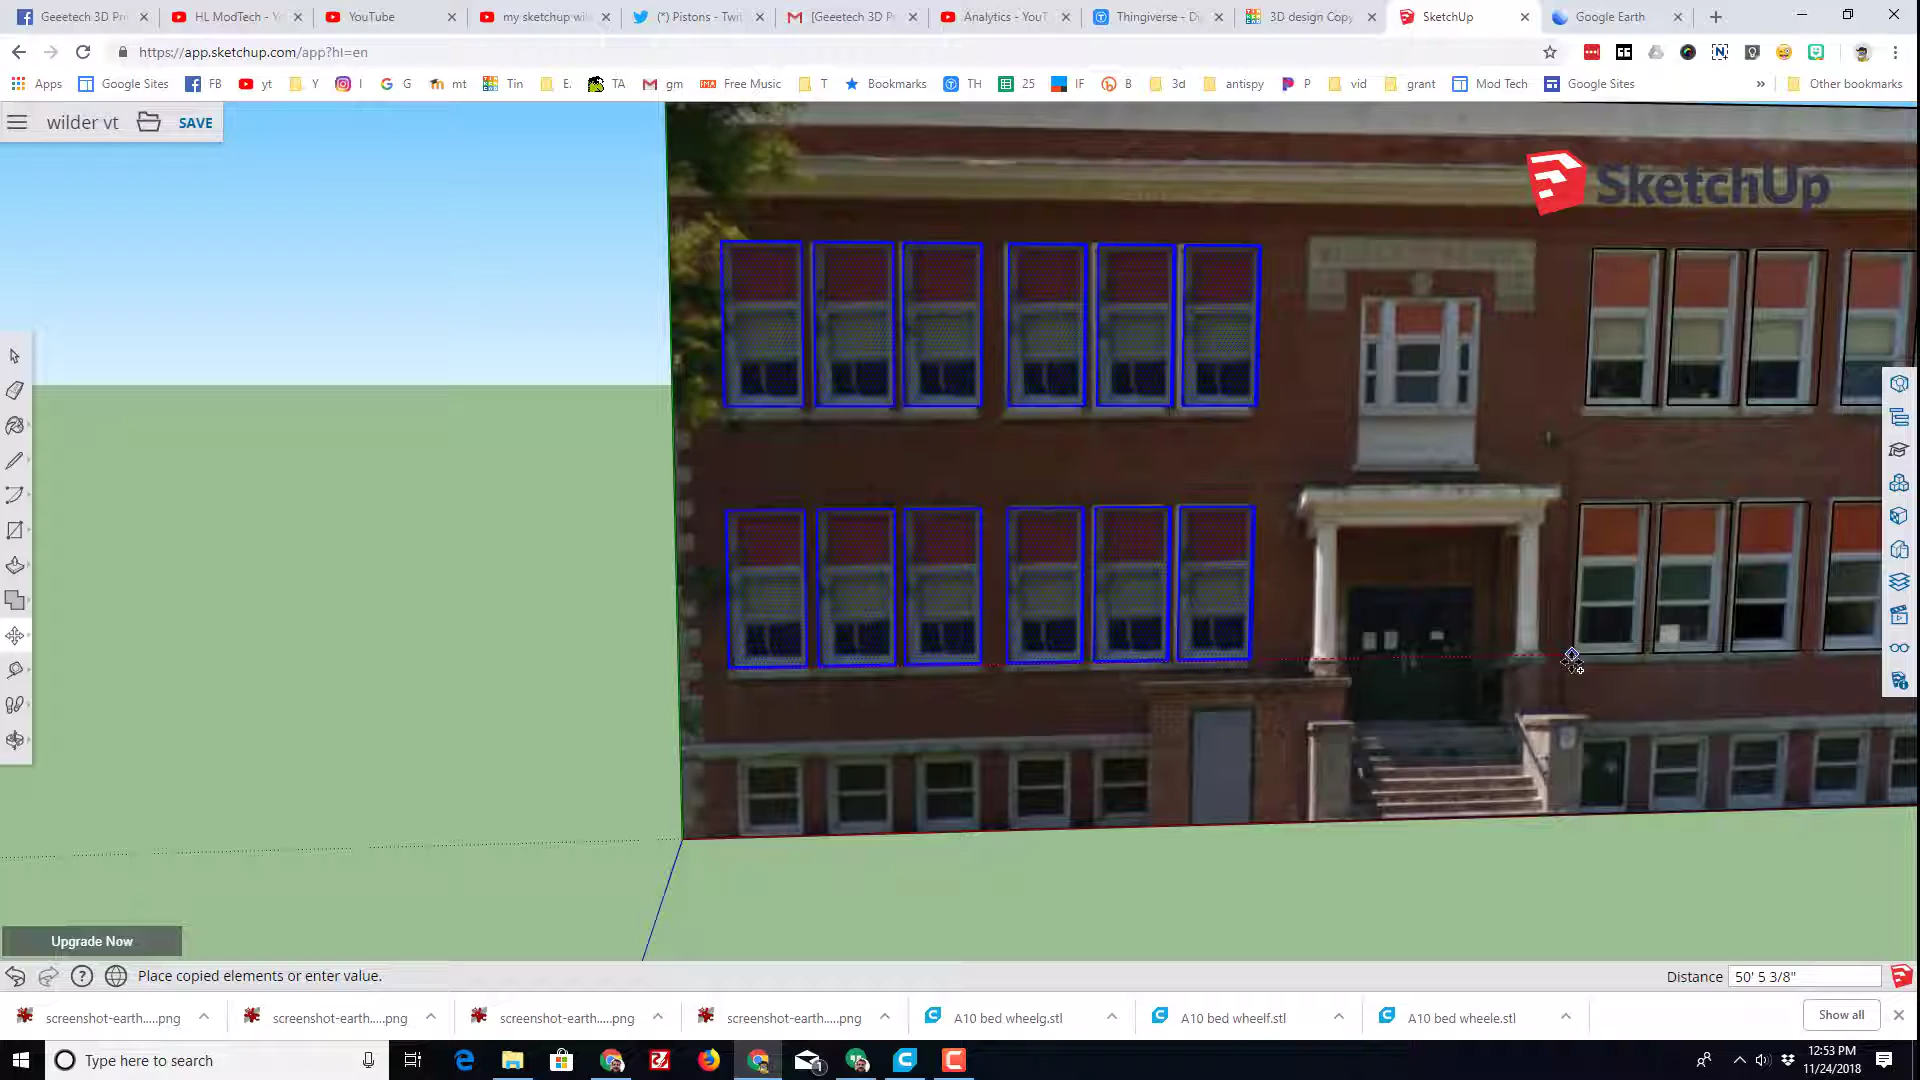 Geeetech 3D Pr
HL ModTech - Y
YouTube
my sketchup wil
(*) Pistons - Twit
[Geeetech 3D P
Analytics - YouT
Thingiverse - D
3D design Copy
SketchUp
Google Earth
https://app.sketchup.com/app?hl=en
Apps
Google Sites
FB
yt
Y
I
G
mt
Tin
E.
TA
gm
Free Music
T
Bookmarks
TH
25
IF
B
3d
antispy
P
vid
grant
Mod Tech
Google Sites
»
Other bookmarks
wilder vt
SAVE
SketchUp
Upgrade Now
Place copied elements or enter value.
Distance 50' 5 3/8"
screenshot-earth.....png
screenshot-earth.....png
screenshot-earth.....png
screenshot-earth.....png
A10 bed wheelg.stl
A10 bed wheelf.stl
A10 bed wheele.stl
Show all
Type here to search
1
12:53 PM
11/24/2018